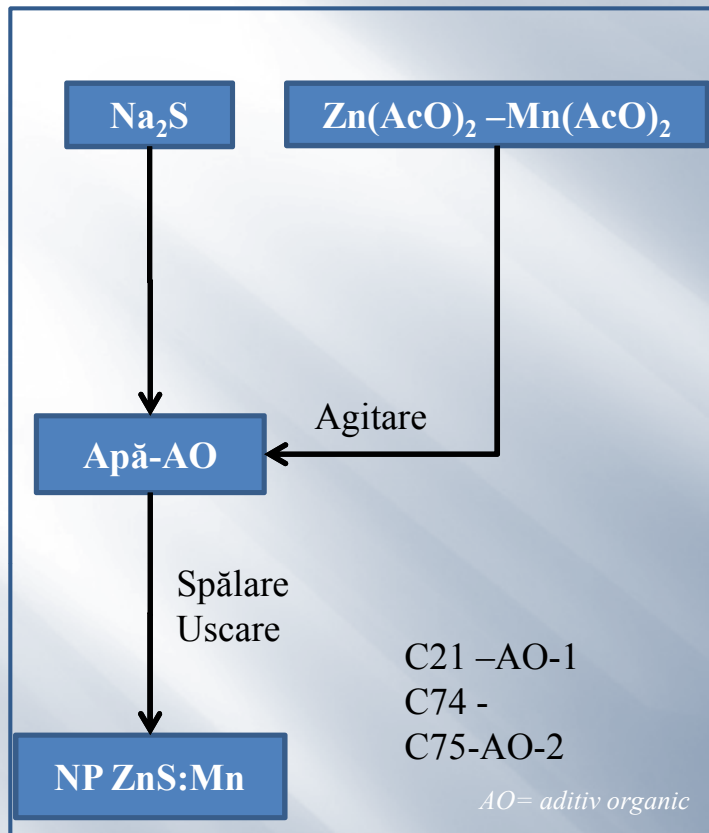 Na₂S
Zn(AcO)₂ –Mn(AcO)₂
Agitare
Apă-AO
Spălare
Uscare
C21 –AO-1
C74 -
C75-AO-2
NP ZnS:Mn
AO= aditiv organic